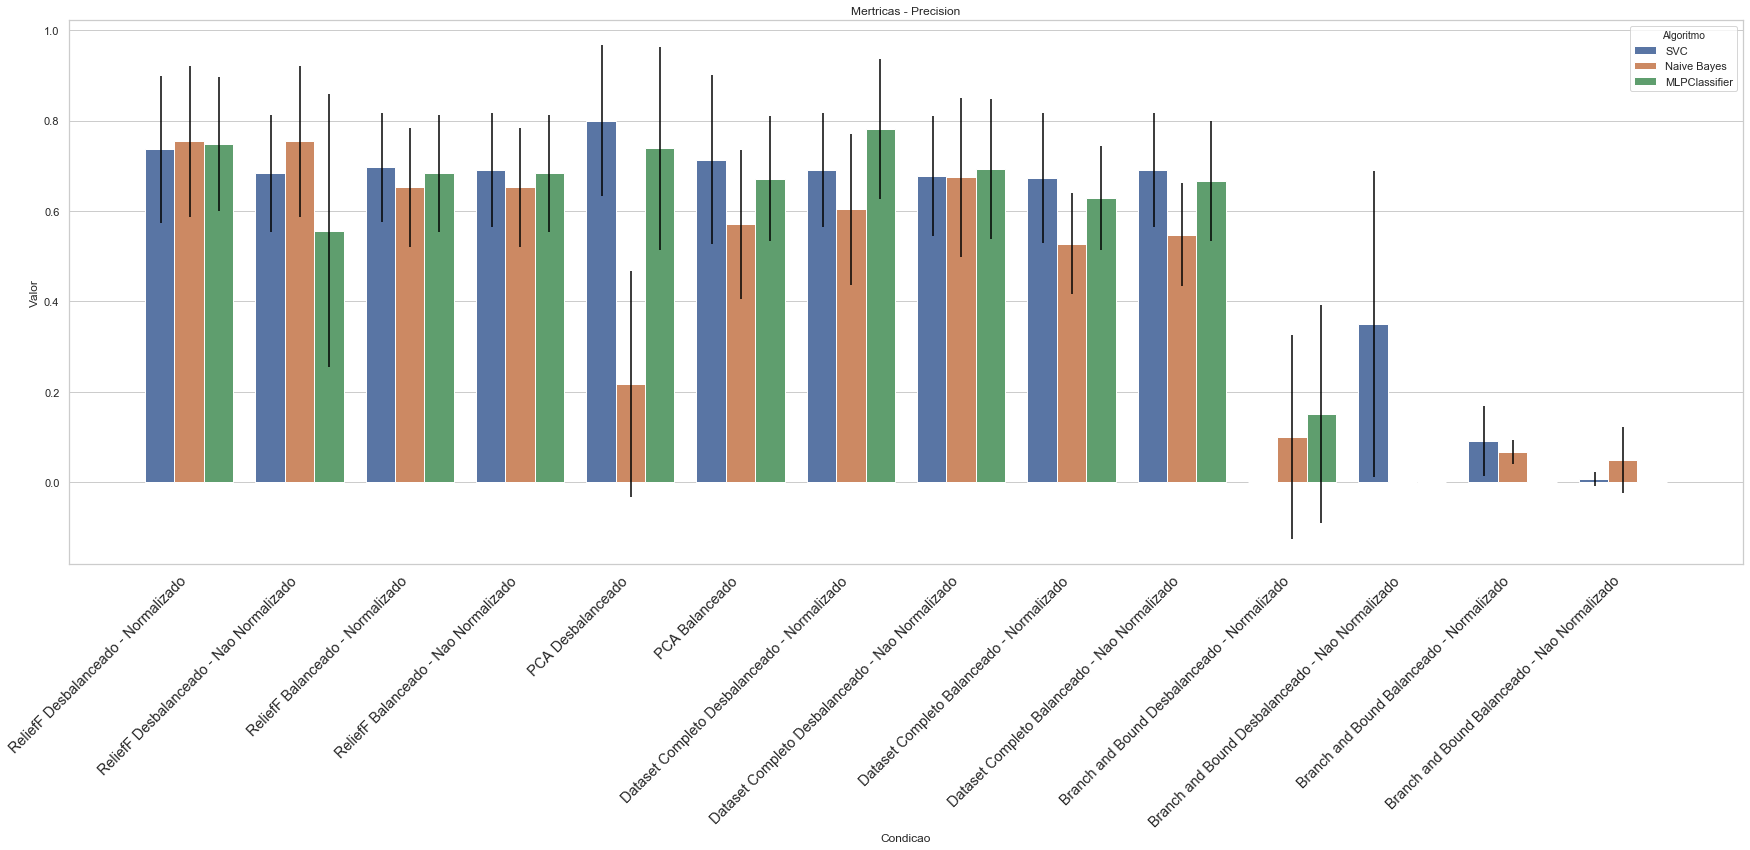 Mertricas - Precision
Algoritmo
SVC
Naive Bayes
MLPClassifier
1.0
0.8
0.6
0.4
0.2
0.0
Valor
ReliefF Desbalanceado - Normalizado
ReliefF Desbalanceado - Nao Normalizado
ReliefF Balanceado - Normalizado
ReliefF Balanceado - Nao Normalizado
PCA Desbalanceado
PCA Balanceado
Dataset Completo Desbalanceado - Normalizado
Dataset Completo Desbalanceado - Nao Normalizado
Dataset Completo Balanceado - Normalizado
Dataset Completo Balanceado - Nao Normalizado
Branch and Bound Desbalanceado - Normalizado
Branch and Bound Desbalanceado - Nao Normalizado
Branch and Bound Balanceado - Normalizado
Branch and Bound Balanceado - Nao Normalizado
Condicao